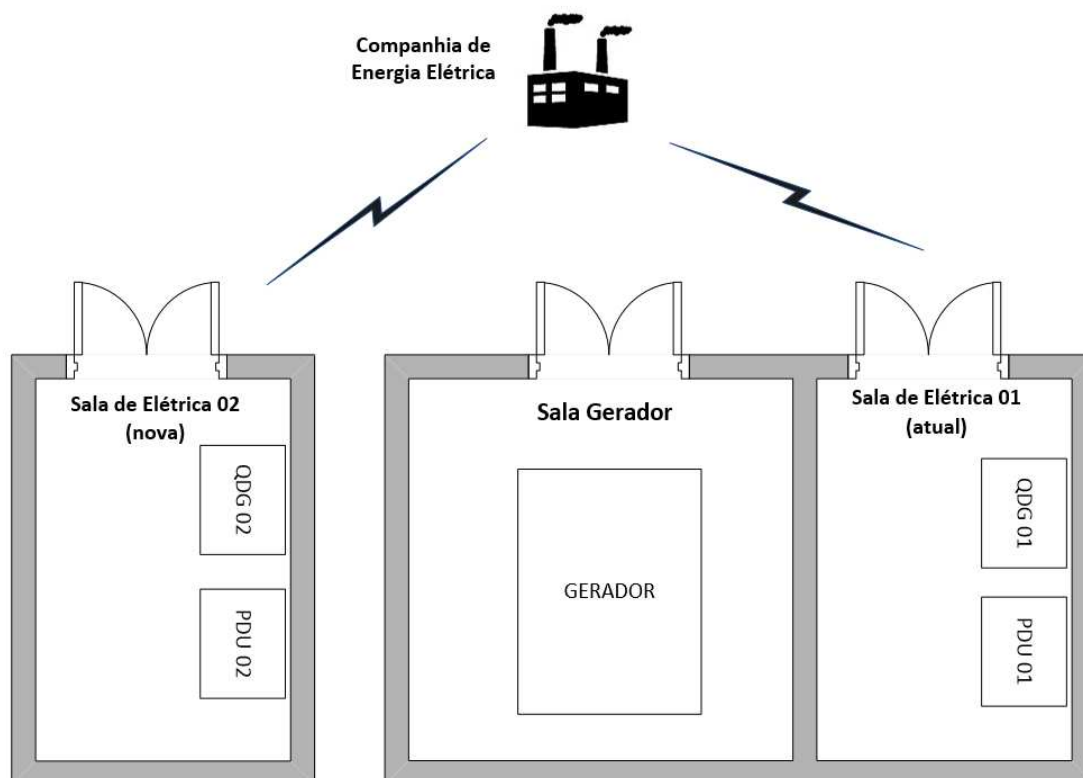 Companhia de
Energia Elétrica
Sala de Elétrica 02
(nova)
QDG 02
PDU 02
Sala Gerador
GERADOR
Sala de Elétrica 01
(atual)
QDG 01
PDU 01